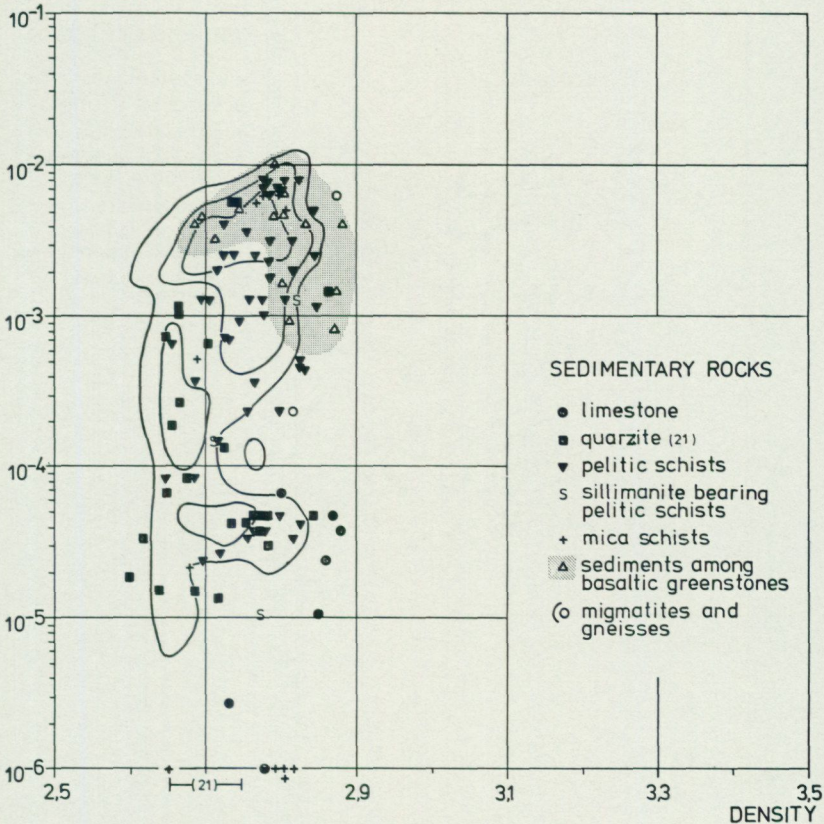 10⁻¹
10⁻²
10⁻³
10⁻⁴
10⁻⁵
10⁻⁶
SEDIMENTARY ROCKS
limestone
quarzite (21)
pelitic schists
S sillimanite bearing
pelitic schists
+ mica schists
sediments among
basaltic greenstones
migmatites and
gneisses
S
S
S
2,5
(21)
2,9
3,1
3,3
3,5
DENSITY